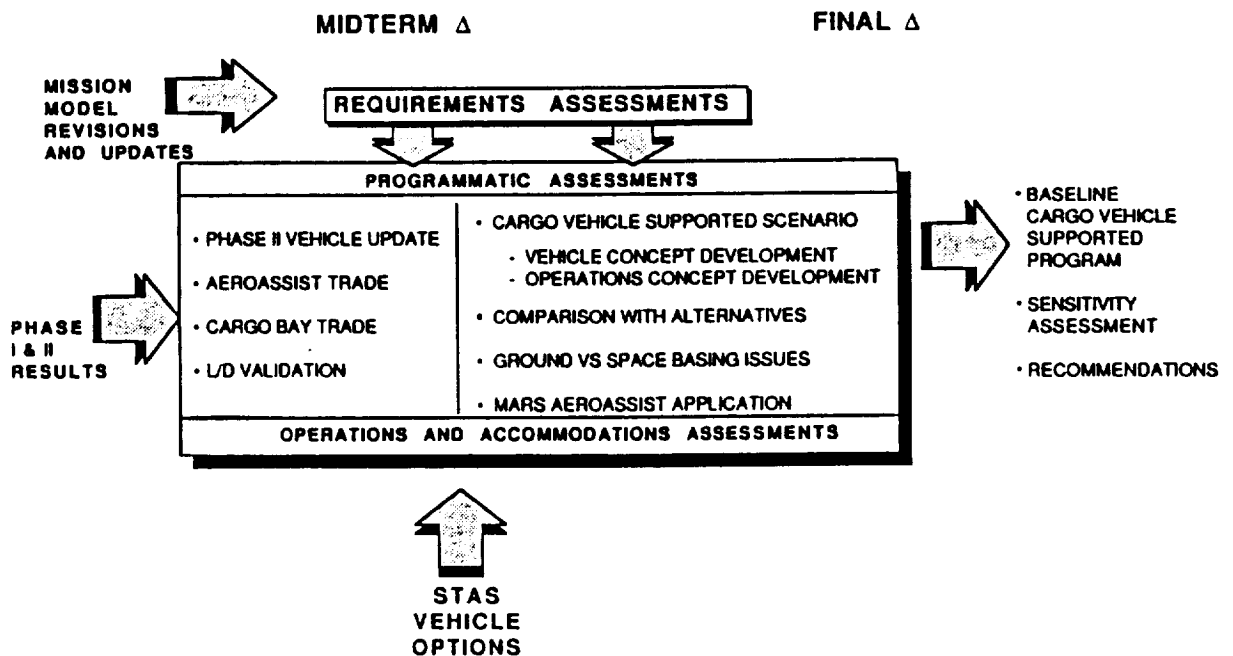 MIDTERM Δ
FINAL Δ
MISSION
MODEL
REVISIONS
AND UPDATES
REQUIREMENTS ASSESSMENTS
PROGRAMMATIC ASSESSMENTS
PHASE
I & II
RESULTS
• PHASE II VEHICLE UPDATE
• AEROASSIST TRADE
• CARGO BAY TRADE
• L/D VALIDATION
• CARGO VEHICLE SUPPORTED SCENARIO
- VEHICLE CONCEPT DEVELOPMENT
- OPERATIONS CONCEPT DEVELOPMENT
• COMPARISON WITH ALTERNATIVES
• GROUND VS SPACE BASING ISSUES
• MARS AEROASSIST APPLICATION
OPERATIONS AND ACCOMMODATIONS ASSESSMENTS
• BASELINE
CARGO VEHICLE
SUPPORTED
PROGRAM
• SENSITIVITY
ASSESSMENT
• RECOMMENDATIONS
STAS
VEHICLE
OPTIONS